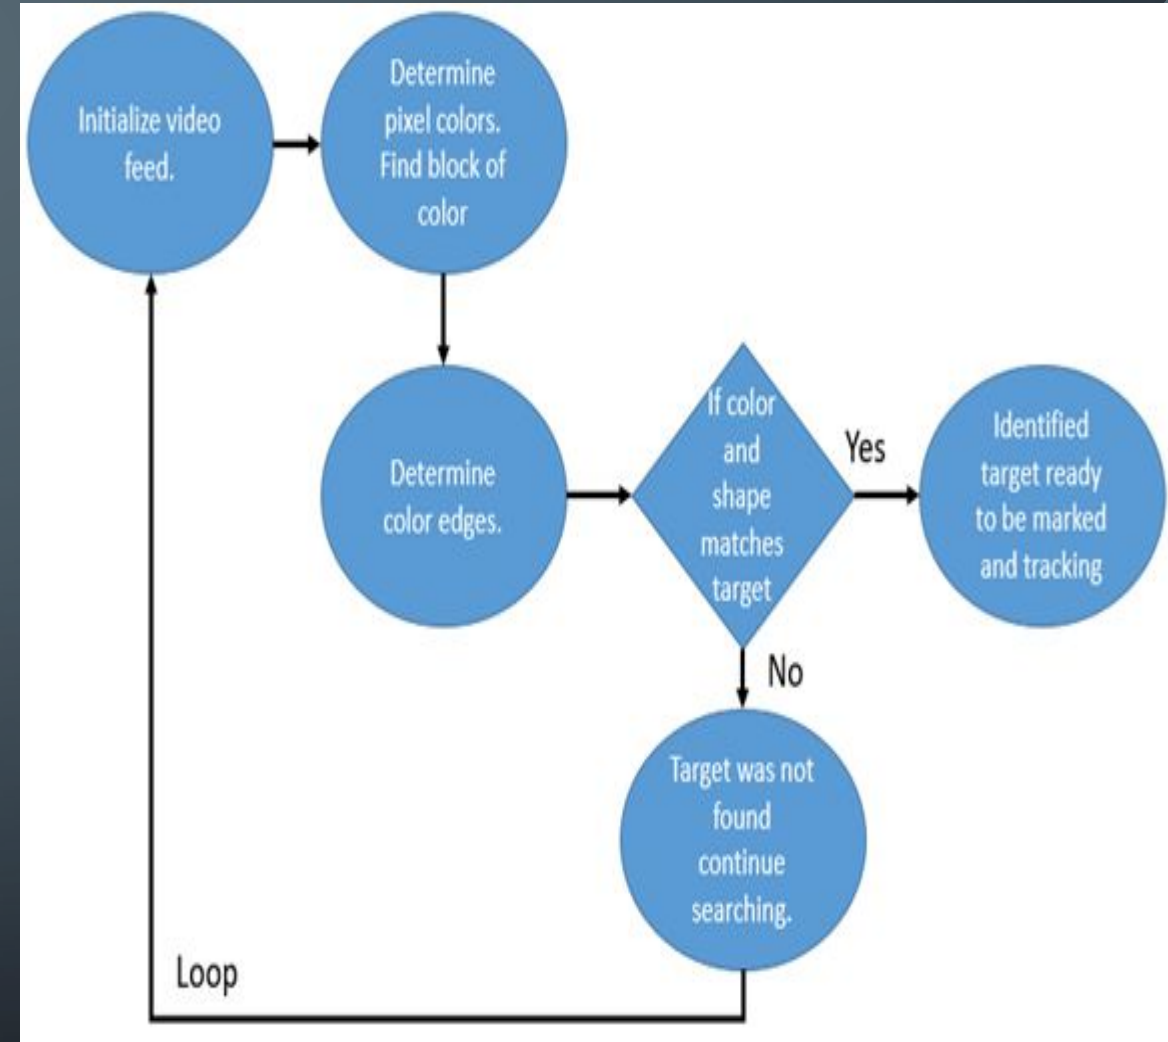 Initialize video
feed.
Determine
pixel colors.
Find block of
color
Determine
color edges.
If color
and
shape
matches
target
Yes
Identified
target ready
to be marked
and tracking
No
Target was not
found
continue
searching.
Loop